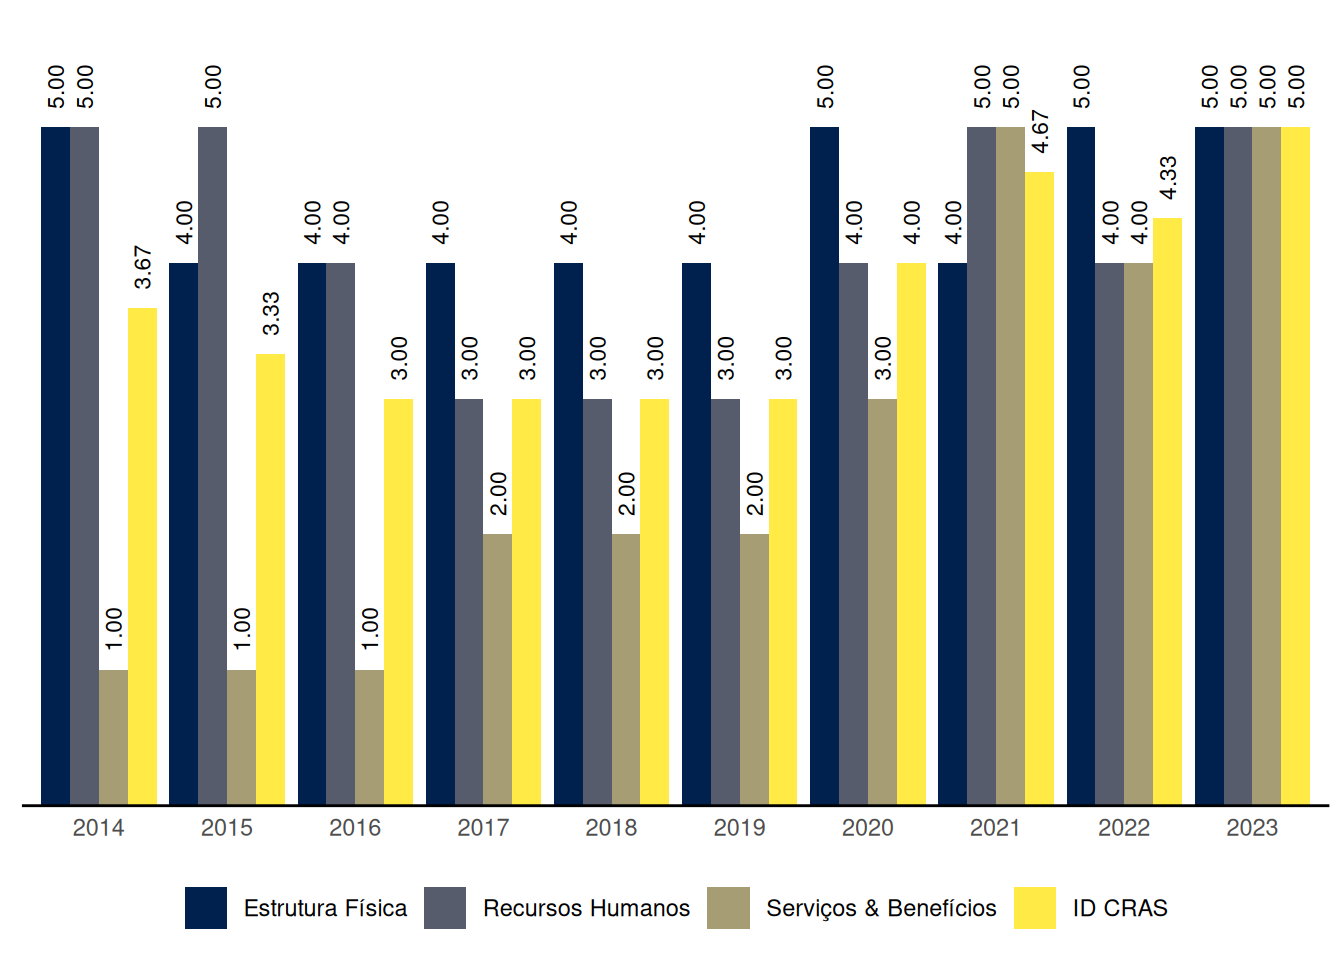 5.00 5.00 1.00 3.67
4.00 5.00 1.00 3.33
4.00 4.00 1.00 3.00
4.00 3.00 2.00 3.00
4.00 3.00 2.00 3.00
4.00 3.00 2.00 3.00
5.00 4.00 3.00 4.00
4.00 5.00 5.00 4.67
5.00 4.00 4.00 4.33
5.00 5.00 5.00 5.00
2014 2015 2016 2017 2018 2019 2020 2021 2022 2023
Estrutura Física Recursos Humanos Serviços & Benefícios ID CRAS